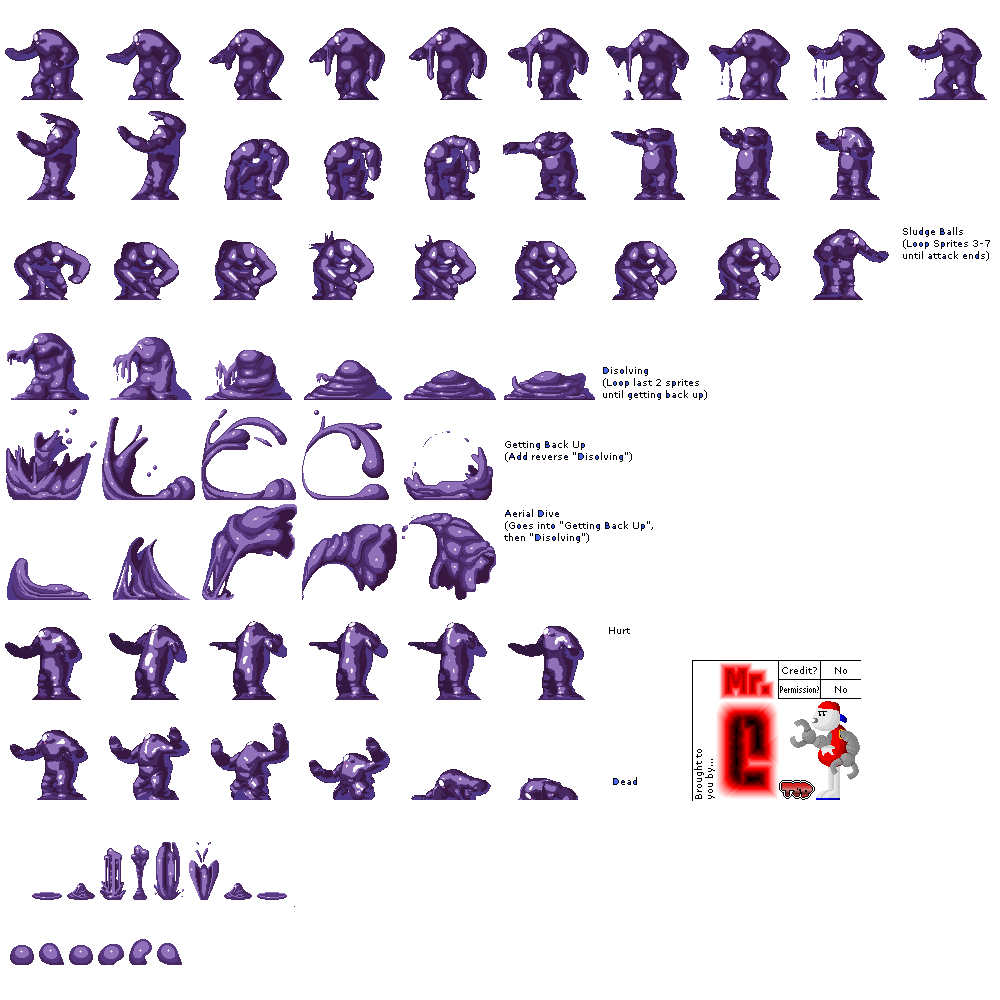 Sludge Balls
(Loop Sprites 3-7
until attack ends)
Disolving
(Loop last 2 sprites
until getting back up)
Getting Back Up
(Add reverse "Disolving")
Aerial Dive
(Goes into "Getting Back Up",
then "Disolving")
Hurt
Dead
Brought to
you by...
Mr.
C
Credit? No
Permission? No